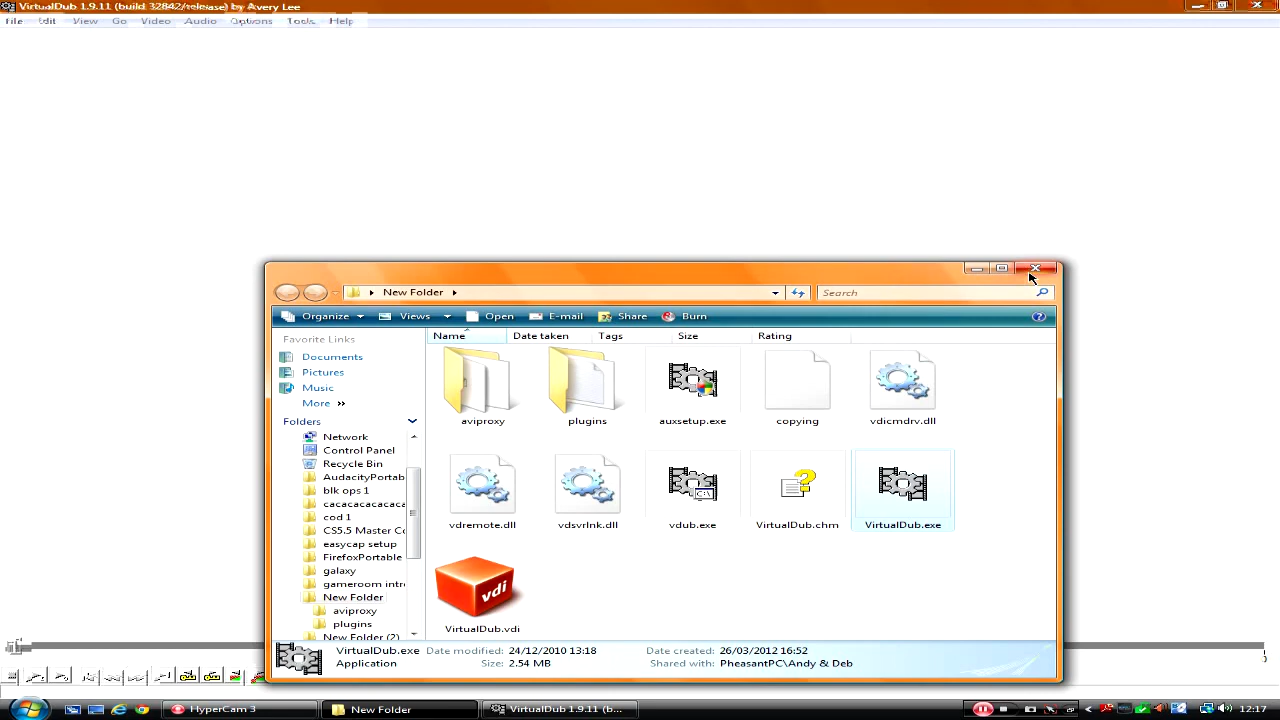 VirtualDub 1.9.11 (build 32842/release) by Avery Lee
File Edit View Go Video Audio Options Tools Help
New Folder
Search
Organize Views Open E-mail Share Burn
Favorite Links
Documents
Pictures
Music
More »
Folders
Network
Control Panel
Recycle Bin
AudacityPortab
blk ops 1
cacacacacacaca
cod 1
CS5.5 Master Cc
easycap setup
FirefoxPortable
galaxy
gameroom intr
New Folder
aviproxy
plugins
New Folder (2)
Name Date taken Tags Size Rating
aviproxy plugins auxsetup.exe copying vdicmdrv.dll
C:\
vdremote.dll vdsvrlnk.dll vdub.exe VirtualDub.chm VirtualDub.exe
vdi
VirtualDub.vdi
VirtualDub.exe Date modified: 24/12/2010 13:18 Date created: 26/03/2012 16:52
Application Size: 2.54 MB Shared with: PheasantPC\Andy & Deb
HyperCam 3 New Folder VirtualDub 1.9.11 (b... 12:17